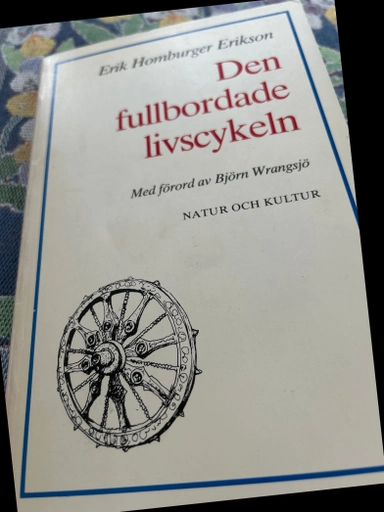 Erik Homburger Erikson
Den
fullbordade
livscykeln
Med förord av Björn Wrangsjö
NATUR OCH KULTUR